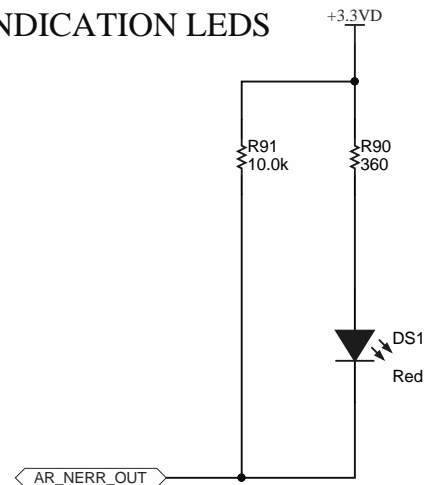 NDICATION LEDS
+3.3VD
R91
10.0k
R90
360
DS1
Red
AR_NERR_OUT